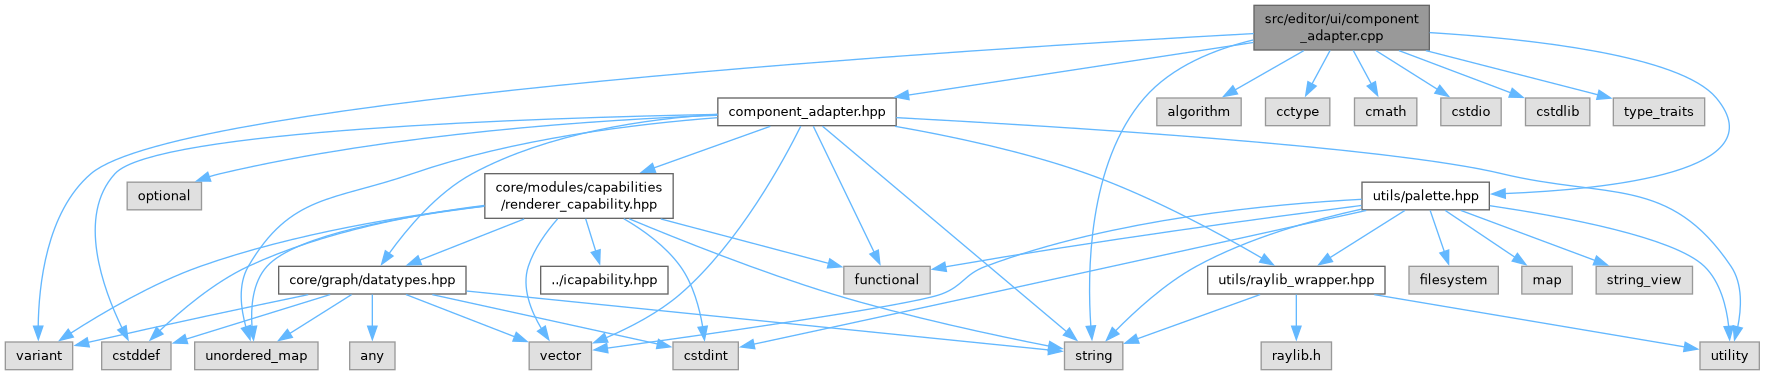 src/editor/ui/component
_adapter.cpp
component_adapter.hpp
algorithm
cctype
cmath
cstdio
cstdlib
type_traits
optional
core/modules/capabilities
/renderer_capability.hpp
utils/palette.hpp
core/graph/datatypes.hpp
../icapability.hpp
functional
utils/raylib_wrapper.hpp
filesystem
map
string_view
variant
cstddef
unordered_map
any
vector
cstdint
string
raylib.h
utility